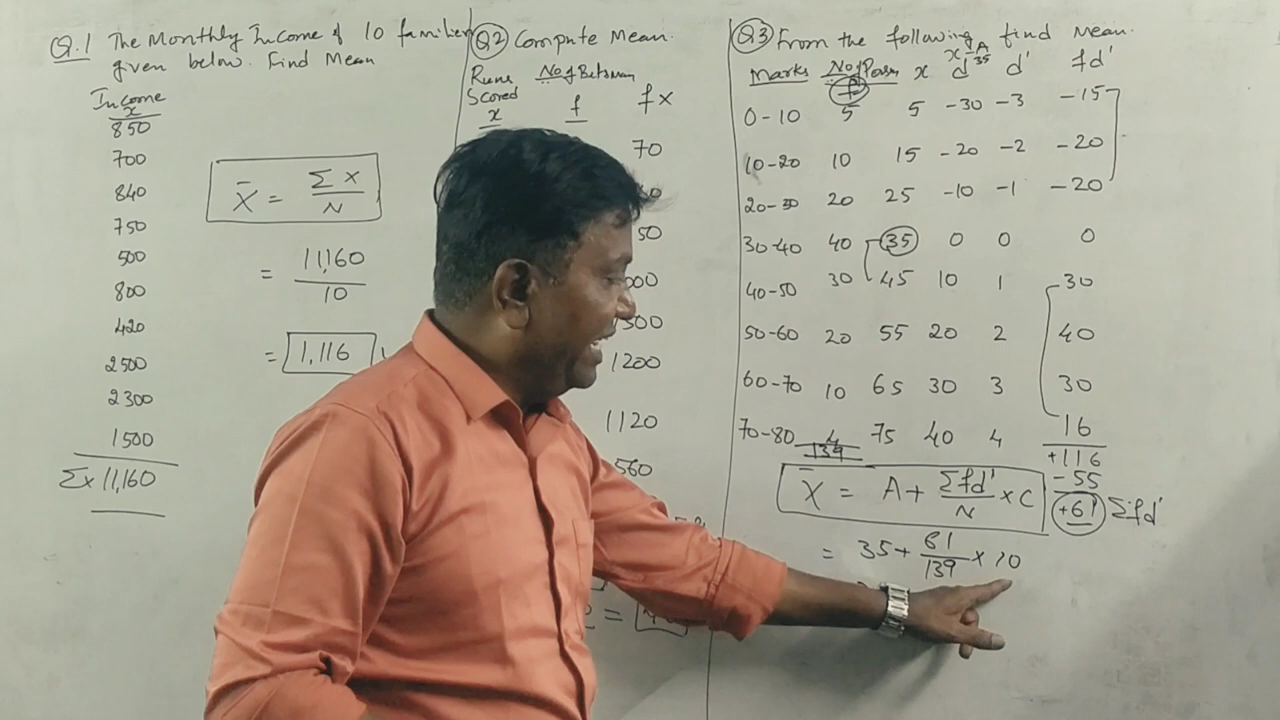 Q.1 The Monthly Income of 10 families
given below. Find Mean
Income
x
850
700
840
750
500
800
420
2500
2300
1500
Σx 11,160
X̄ = Σx / N
= 11,160 / 10
= 1,116
Q2 Compute Mean.
Runs No of Batsman
Scored f fx
x
70
50
1200
1120
560
Q3 From the following find Mean.
x-A
35
Marks No of x d d' fd'
f
0-10 5 5 -30 -3 -15
10-20 10 15 -20 -2 -20
20-30 20 25 -10 -1 -20
30-40 40 35 0 0 0
40-50 30 45 10 1 30
50-60 20 55 20 2 40
60-70 10 65 30 3 30
70-80 4 75 40 4 16
139 +116
-55
+61 Σfd'
X̄ = A + Σfd' / N × C
= 35 + 61 / 139 × 10